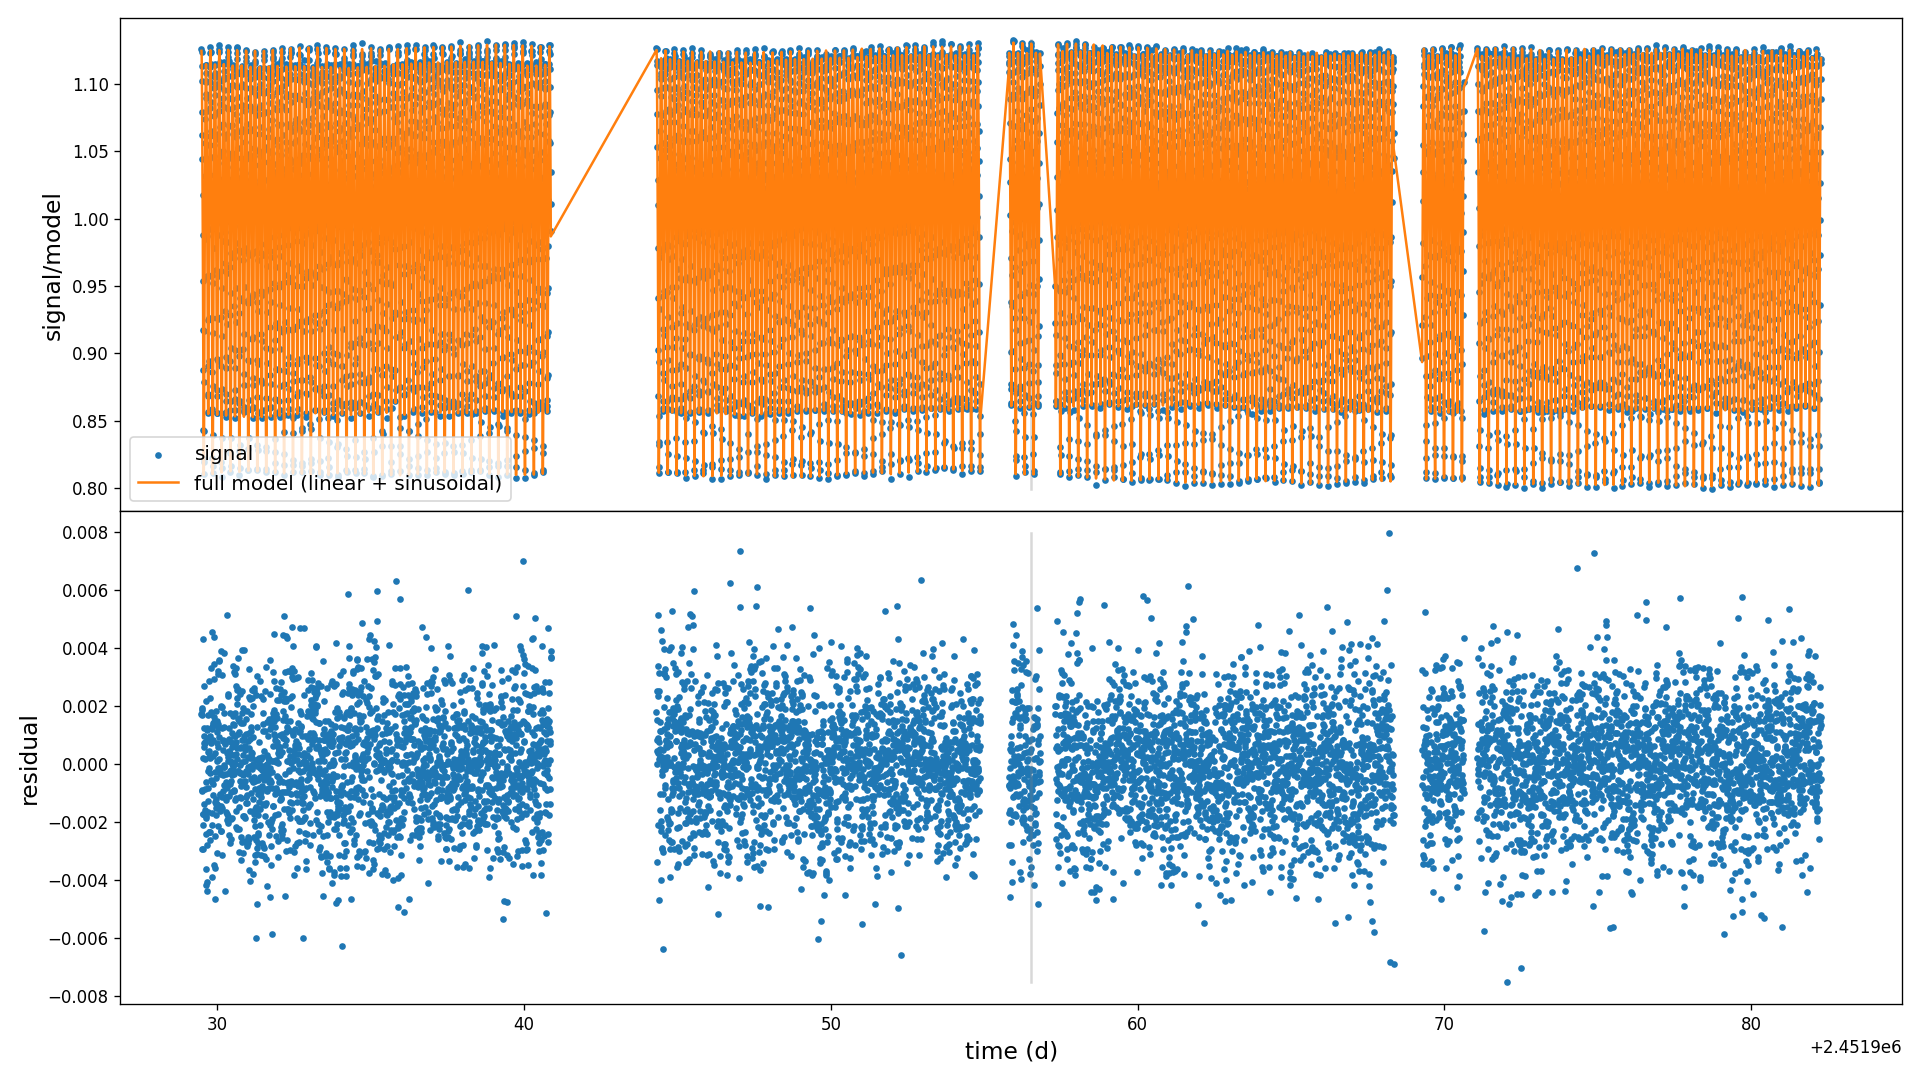 signal/model
1.10
1.05
1.00
0.95
0.90
0.85
0.80
signal
full model (linear + sinusoidal)
residual
0.008
0.006
0.004
0.002
0.000
−0.002
−0.004
−0.006
−0.008
30 40 50 60 70 80
time (d)
+2.4519e6